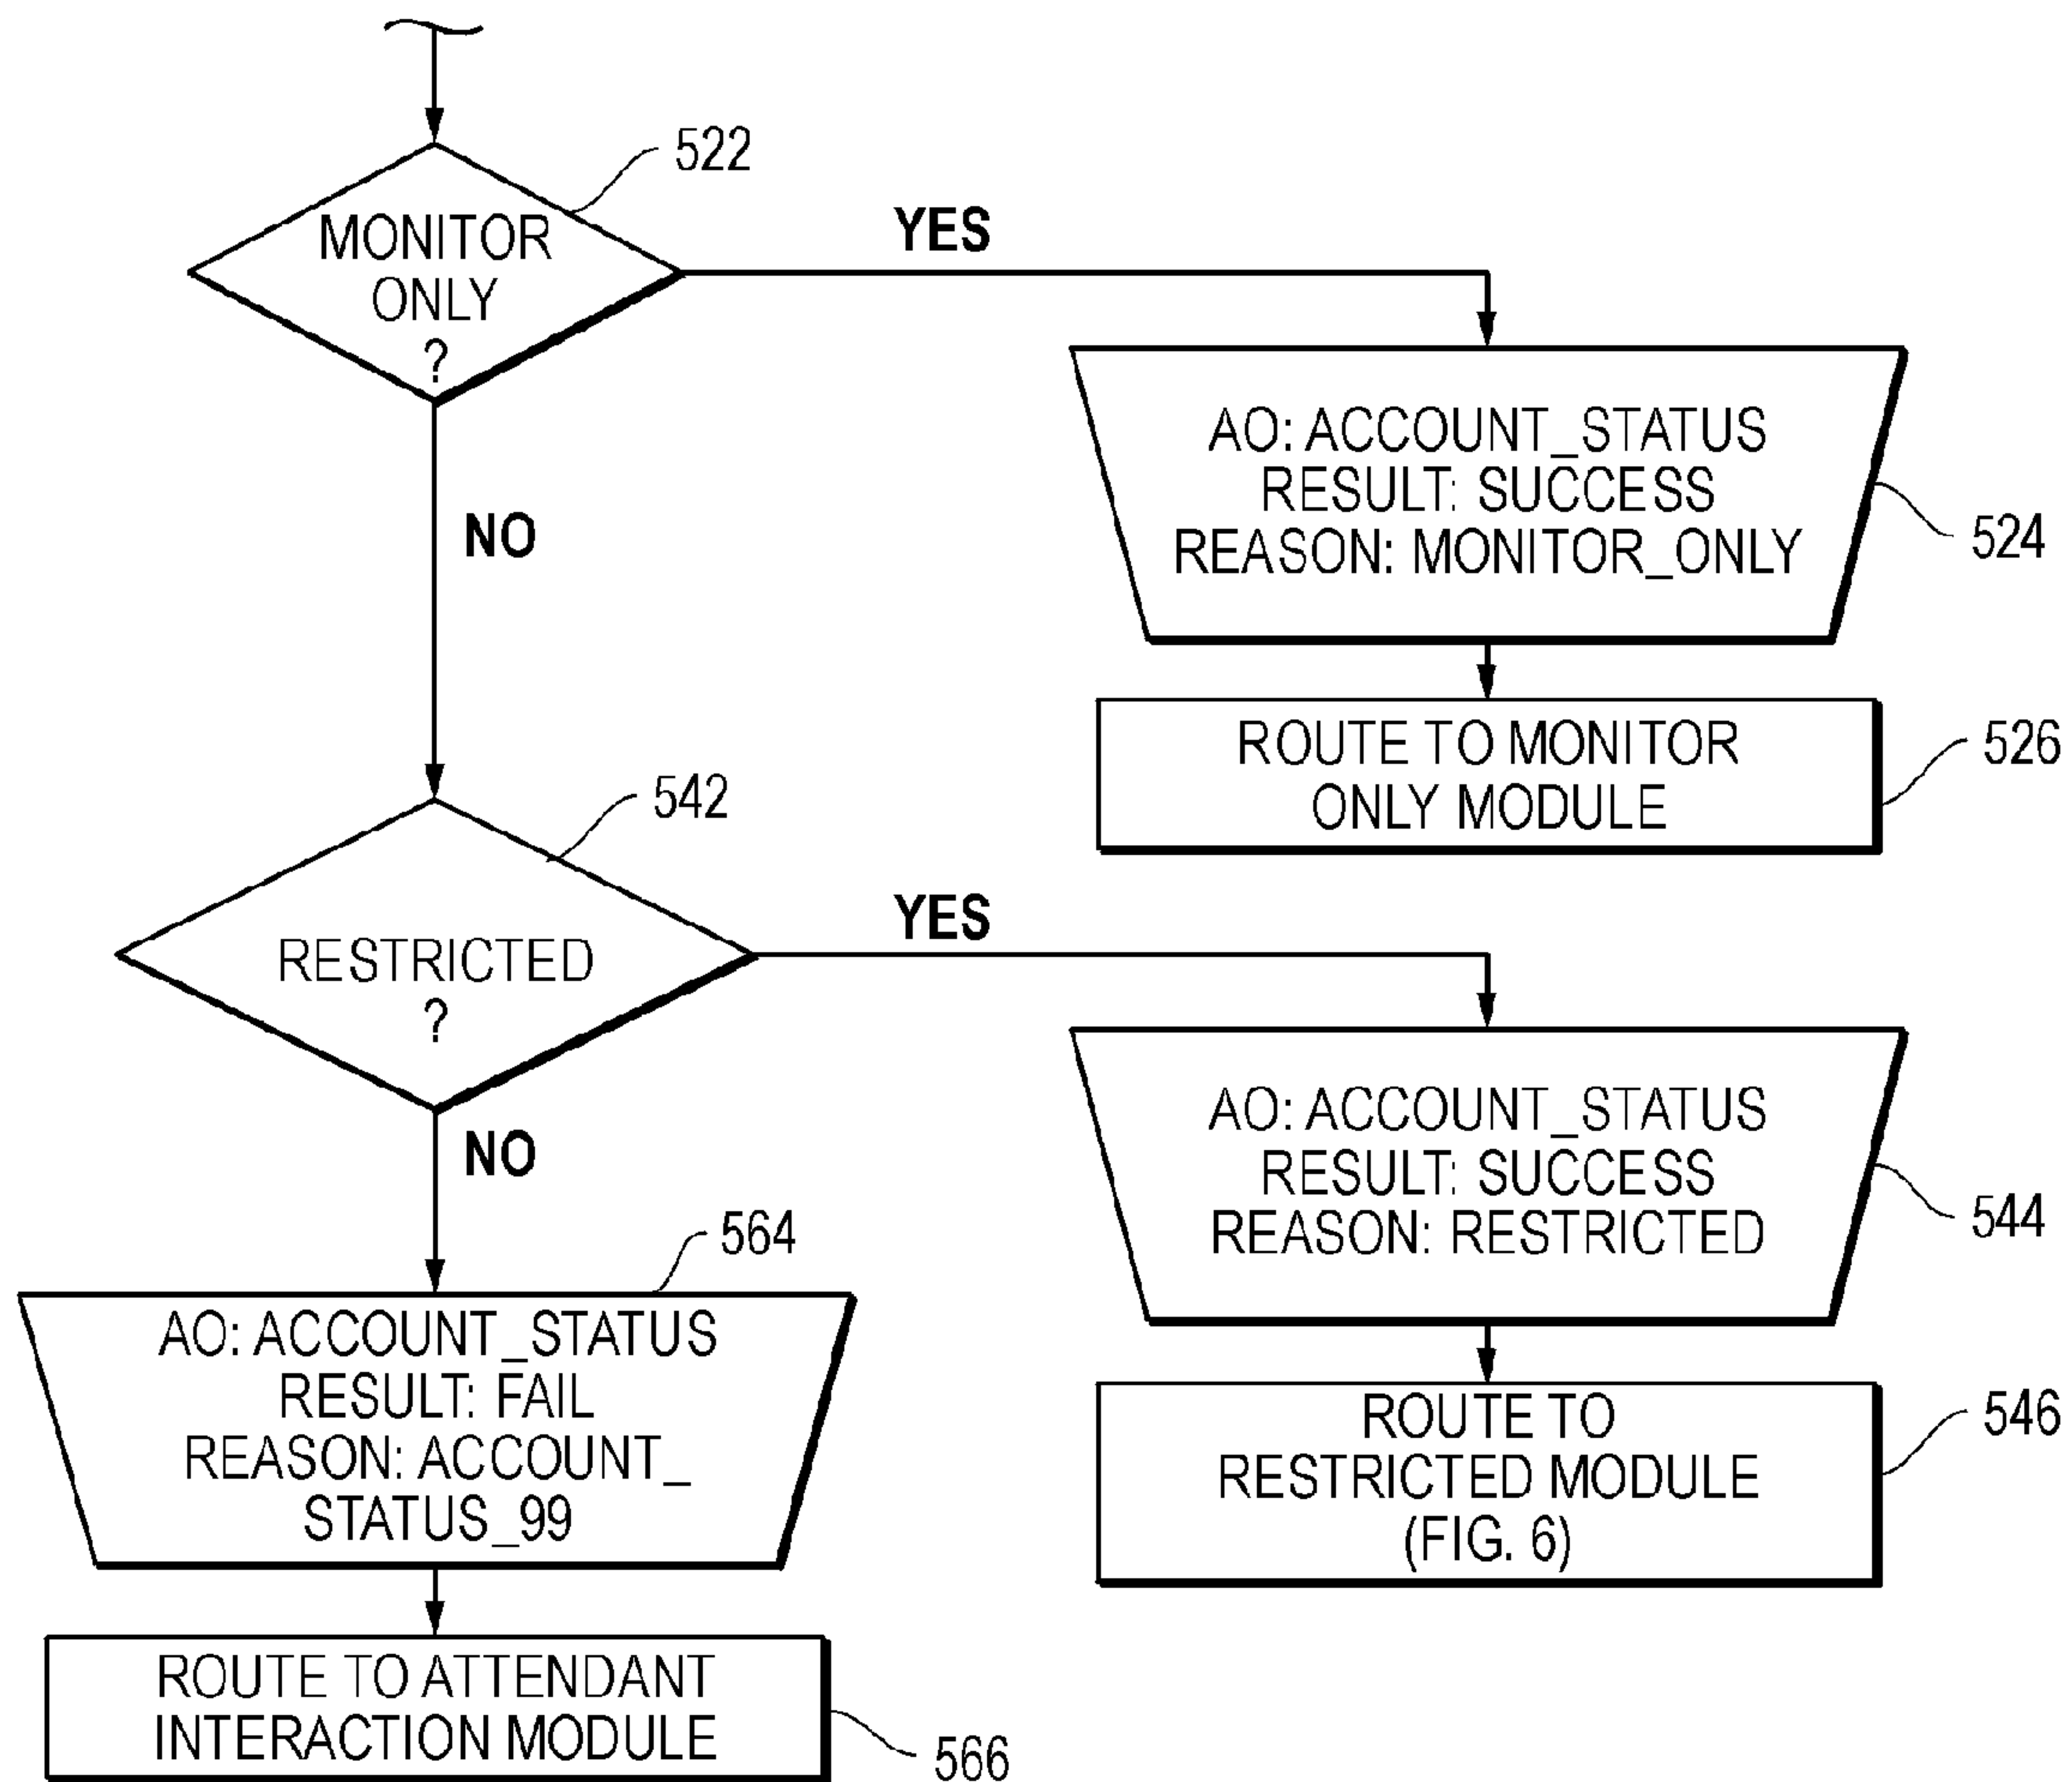 522
MONITOR
ONLY
?
YES
AO: ACCOUNT_STATUS
RESULT: SUCCESS
REASON: MONITOR_ONLY
524
NO
ROUTE TO MONITOR
ONLY MODULE
526
542
RESTRICTED
?
YES
AO: ACCOUNT_STATUS
RESULT: SUCCESS
REASON: RESTRICTED
544
NO
564
AO: ACCOUNT_STATUS
RESULT: FAIL
REASON: ACCOUNT_
STATUS_99
ROUTE TO
RESTRICTED MODULE
(FIG. 6)
546
ROUTE TO ATTENDANT
INTERACTION MODULE
566